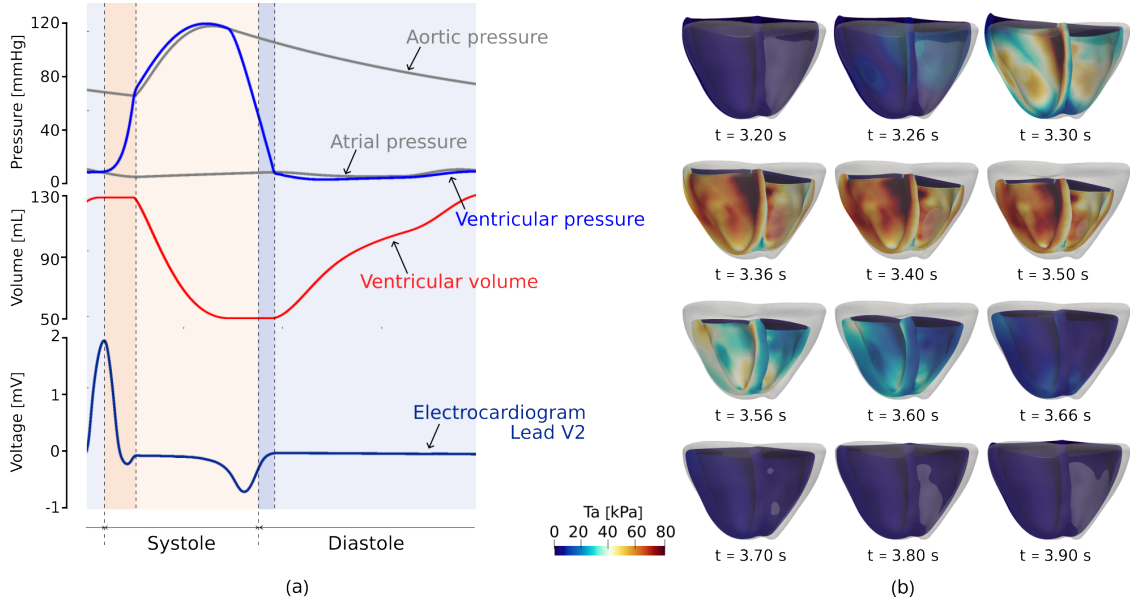 120
80
40
0
Pressure [mmHg]
Aortic pressure
Atrial pressure
Ventricular pressure
130
90
50
Volume [mL]
Ventricular volume
2
1
0
-1
Voltage [mV]
Electrocardiogram
Lead V2
Systole
Diastole
(a)
t = 3.20 s
t = 3.26 s
t = 3.30 s
t = 3.36 s
t = 3.40 s
t = 3.50 s
t = 3.56 s
t = 3.60 s
t = 3.66 s
t = 3.70 s
t = 3.80 s
t = 3.90 s
Ta [kPa]
0 20 40 60 80
(b)